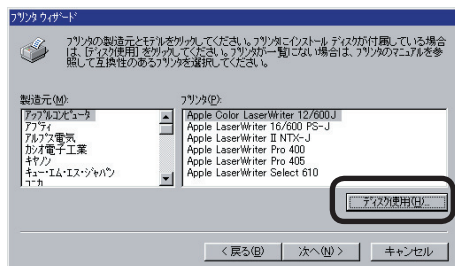 プリンタ ウィザード
プリンタの製造元とモデルをクリックしてください。プリンタにインストール ディスクが付属している場合は、[ディスク使用] をクリックしてください。プリンタが一覧にない場合は、プリンタのマニュアルを参照して互換性のあるプリンタを選択してください。
製造元(M):
アップルコンピュータ
アプティ
アルプス電気
カシオ電子工業
キヤノン
キュー・エム・エス・ジャパン
コニカ
プリンタ(P):
Apple Color LaserWriter 12/600J
Apple LaserWriter 16/600 PS-J
Apple LaserWriter II NTX-J
Apple LaserWriter Pro 400
Apple LaserWriter Pro 405
Apple LaserWriter Select 610
ディスク使用(H)...
< 戻る(B)
次へ(N) >
キャンセル